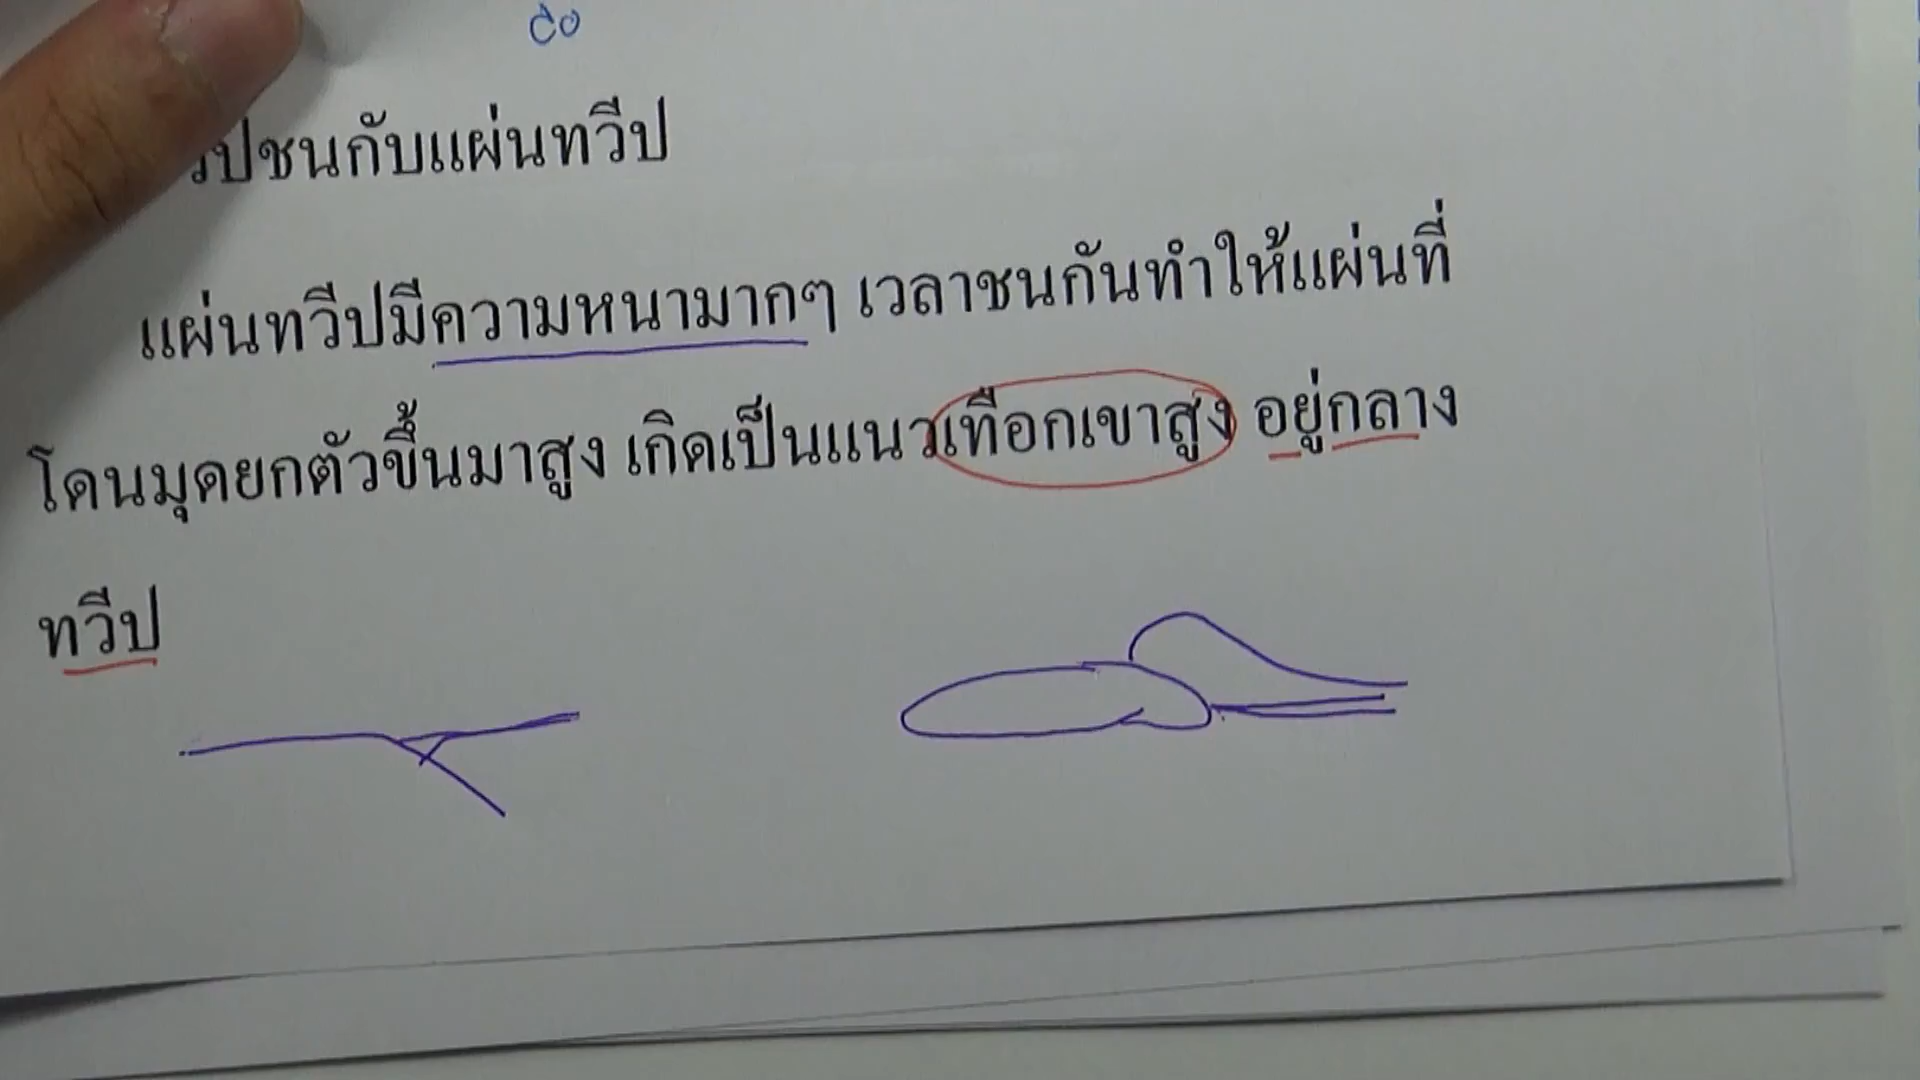 วีปชนกับแผ่นทวีป
แผ่นทวีปมีความหนามากๆ เวลาชนกันทำให้แผ่นที่
โดนมุดยกตัวขึ้นมาสูง เกิดเป็นแนวเทือกเขาสูง อยู่กลาง
ทวีป